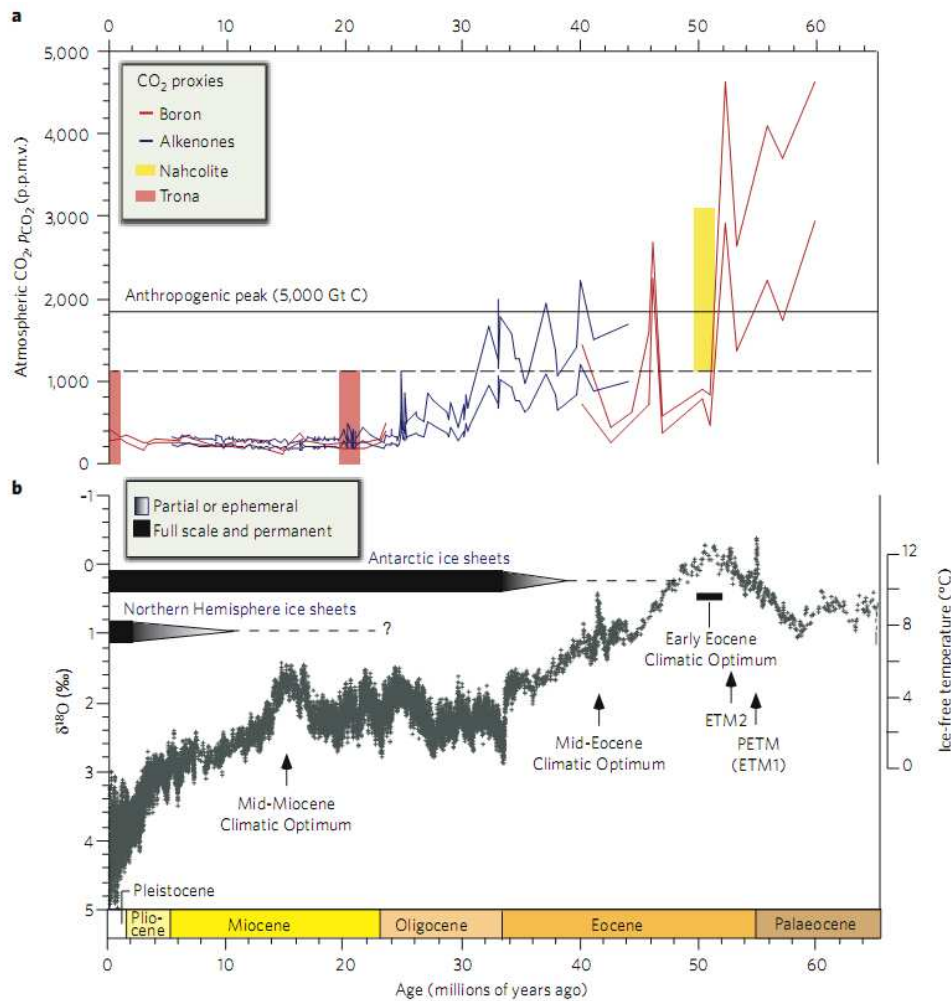 a
0 10 20 30 40 50 60
5,000
4,000
3,000
2,000
1,000
0
Atmospheric CO₂, pCO₂ (p.p.m.v.)
CO₂ proxies
Boron
Alkenones
Nahcolite
Trona
Anthropogenic peak (5,000 Gt C)
b
-1
0
1
2
3
4
5
δ¹⁸O (‰)
Partial or ephemeral
Full scale and permanent
Antarctic ice sheets
Northern Hemisphere ice sheets
?
12
10
8
6
4
2
0
Ice-free temperature (°C)
Early Eocene
Climatic Optimum
ETM2
PETM
(ETM1)
Mid-Eocene
Climatic Optimum
Mid-Miocene
Climatic Optimum
Pleistocene
Plio-
cene
Miocene
Oligocene
Eocene
Palaeocene
0 10 20 30 40 50 60
Age (millions of years ago)